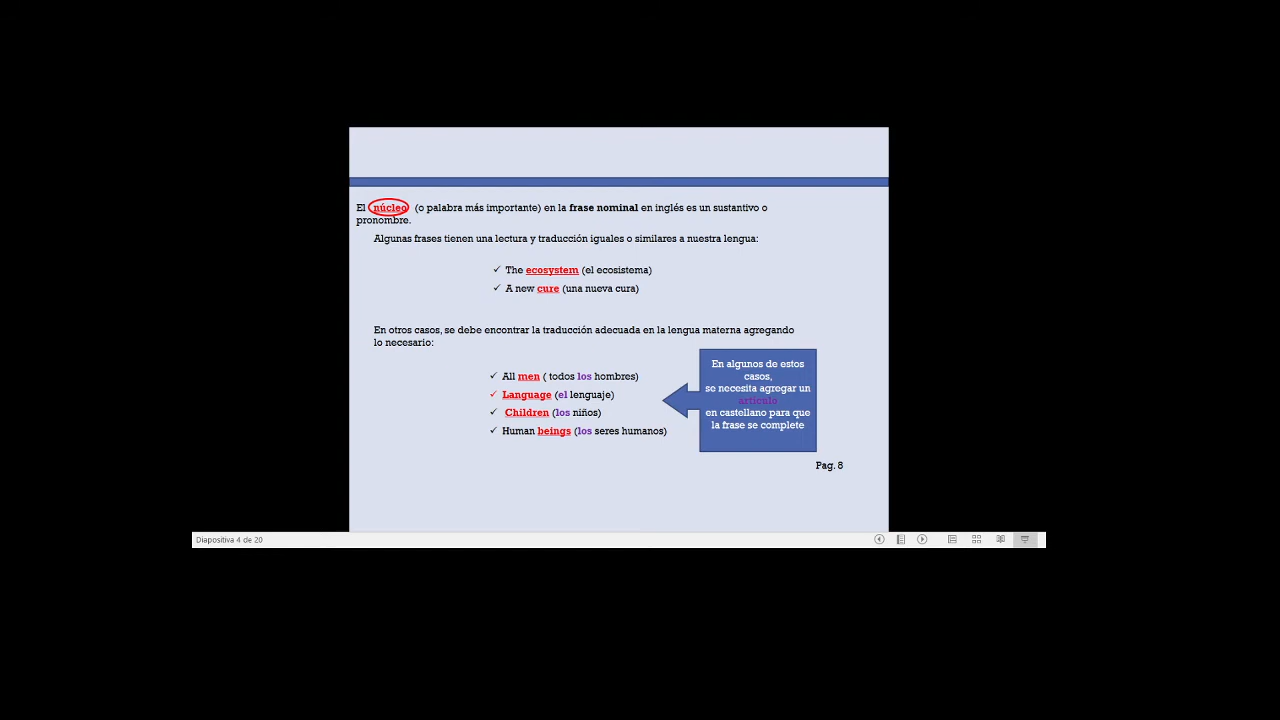 El núcleo (o palabra más importante) en la frase nominal en inglés es un sustantivo o
pronombre.
Algunas frases tienen una lectura y traducción iguales o similares a nuestra lengua:
✓ The ecosystem (el ecosistema)
✓ A new cure (una nueva cura)
En otros casos, se debe encontrar la traducción adecuada en la lengua materna agregando
lo necesario:
✓ All men ( todos los hombres)
✓ Language (el lenguaje)
✓ Children (los niños)
✓ Human beings (los seres humanos)
En algunos de estos
casos,
se necesita agregar un
artículo
en castellano para que
la frase se complete
Pag. 8
Diapositiva 4 de 20